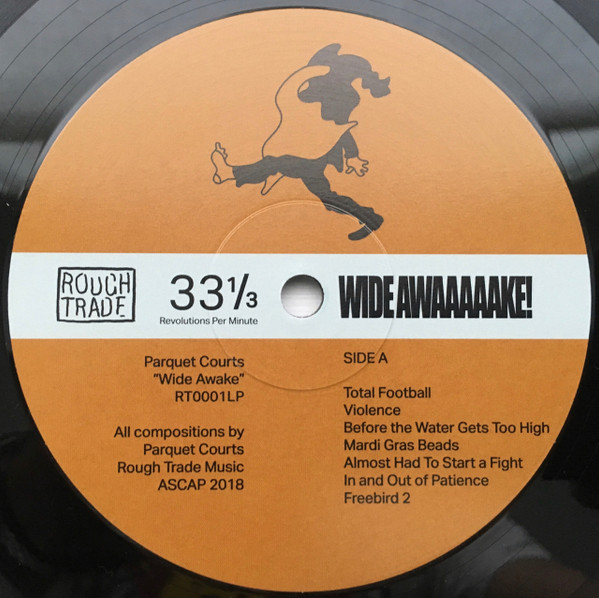 ROUGH
TRADE
33 1/3
Revolutions Per Minute
WIDE AWAAAAAKE!
Parquet Courts
"Wide Awake"
RT0001LP
All compositions by
Parquet Courts
Rough Trade Music
ASCAP 2018
SIDE A
Total Football
Violence
Before the Water Gets Too High
Mardi Gras Beads
Almost Had To Start a Fight
In and Out of Patience
Freebird 2